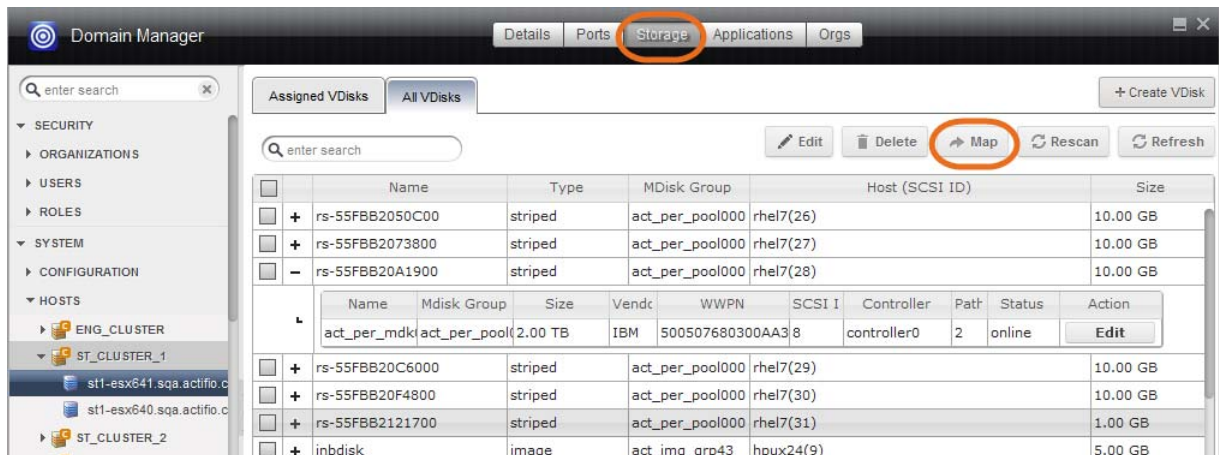 Domain Manager
Details Ports Storage Applications Orgs
enter search
SECURITY
ORGANIZATIONS
USERS
ROLES
SYSTEM
CONFIGURATION
HOSTS
ENG_CLUSTER
ST_CLUSTER_1
st1-esx641.sqa.actifio.c
st1-esx640.sqa.actifio.c
ST_CLUSTER_2
Assigned VDisks All VDisks
+ Create VDisk
enter search
Edit Delete Map Rescan Refresh
Name Type MDisk Group Host (SCSI ID) Size
+ rs-55FBB2050C00 striped act_per_pool000 rhel7(26) 10.00 GB
+ rs-55FBB2073800 striped act_per_pool000 rhel7(27) 10.00 GB
– rs-55FBB20A1900 striped act_per_pool000 rhel7(28) 10.00 GB
Name Mdisk Group Size Vendo WWPN SCSI I Controller Path Status Action
act_per_mdk act_per_pool 2.00 TB IBM 500507680300AA3 8 controller0 2 online Edit
+ rs-55FBB20C6000 striped act_per_pool000 rhel7(29) 10.00 GB
+ rs-55FBB20F4800 striped act_per_pool000 rhel7(30) 10.00 GB
+ rs-55FBB2121700 striped act_per_pool000 rhel7(31) 1.00 GB
+ inbdisk image act_img_grp43 hpux24(9) 5.00 GB